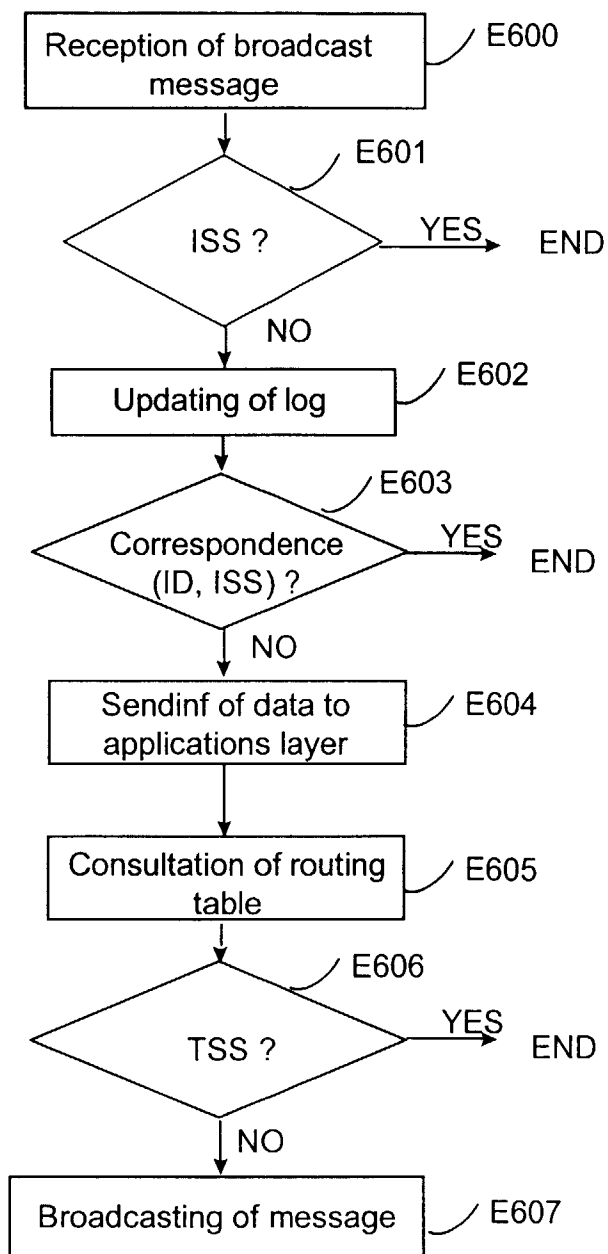 Reception of broadcast
message
E600
E601
ISS ?
YES
END
NO
Updating of log
E602
E603
Correspondence
(ID, ISS) ?
YES
END
NO
Sendinf of data to
applications layer
E604
Consultation of routing
table
E605
E606
TSS ?
YES
END
NO
Broadcasting of message
E607